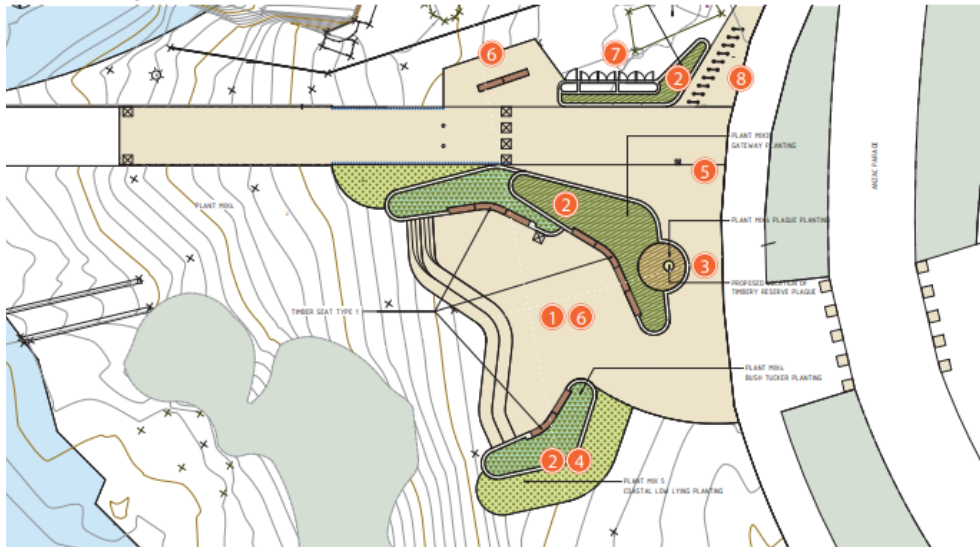 6
7
2
8
PLANT MIX3
GATEWAY PLANTING
ANZAC PARADE
5
PLANT MIX4
2
PLANT MIX6 PLAQUE PLANTING
3
PROPOSED LOCATION OF
TIMBERY RESERVE PLAQUE
TIMBER SEAT TYPE 1
1 6
PLANT MIX4
BUSH TUCKER PLANTING
2 4
PLANT MIX 5
COASTAL LOW LYING PLANTING